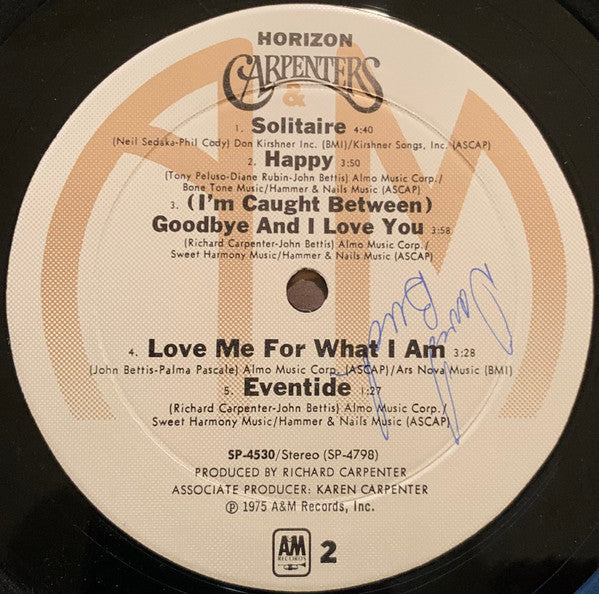 HORIZON
CARPENTERS
A&M
1. Solitaire 4:40
(Neil Sedaka-Phil Cody) Don Kirshner Inc. (BMI)/Kirshner Songs, Inc. (ASCAP)
2. Happy 3:50
(Tony Peluso-Diane Rubin-John Bettis) Almo Music Corp./
Bone Tone Music/Hammer & Nails Music (ASCAP)
3. (I'm Caught Between)
Goodbye And I Love You 3:58
(Richard Carpenter-John Bettis) Almo Music Corp./
Sweet Harmony Music/Hammer & Nails Music (ASCAP)
4. Love Me For What I Am 3:28
(John Bettis-Palma Pascale) Almo Music Corp. (ASCAP)/Ars Nova Music (BMI)
5. Eventide 1:27
(Richard Carpenter-John Bettis) Almo Music Corp./
Sweet Harmony Music/Hammer & Nails Music (ASCAP)
SP-4530/Stereo (SP-4798)
PRODUCED BY RICHARD CARPENTER
ASSOCIATE PRODUCER: KAREN CARPENTER
Ⓟ 1975 A&M Records, Inc.
A&M
RECORDS
2